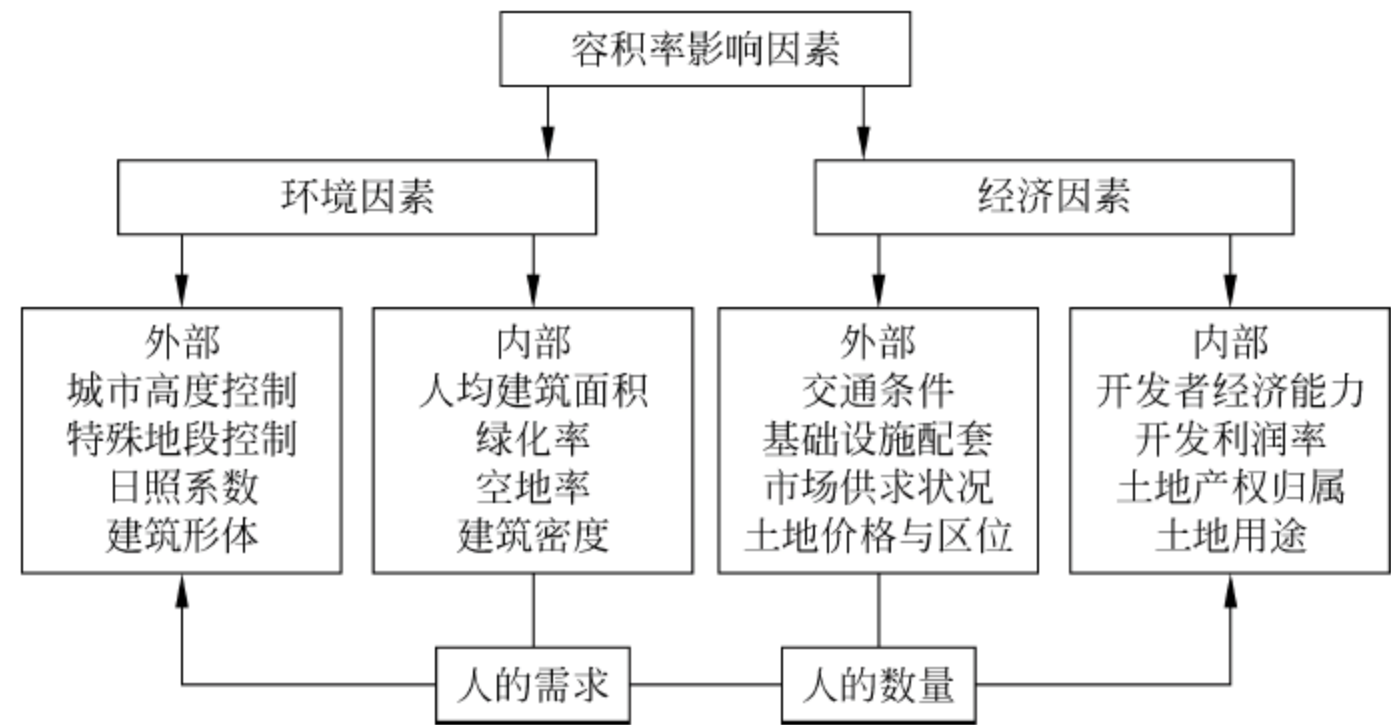 容积率影响因素
环境因素
经济因素
外部
城市高度控制
特殊地段控制
日照系数
建筑形体
内部
人均建筑面积
绿化率
空地率
建筑密度
外部
交通条件
基础设施配套
市场供求状况
土地价格与区位
内部
开发者经济能力
开发利润率
土地产权归属
土地用途
人的需求
人的数量